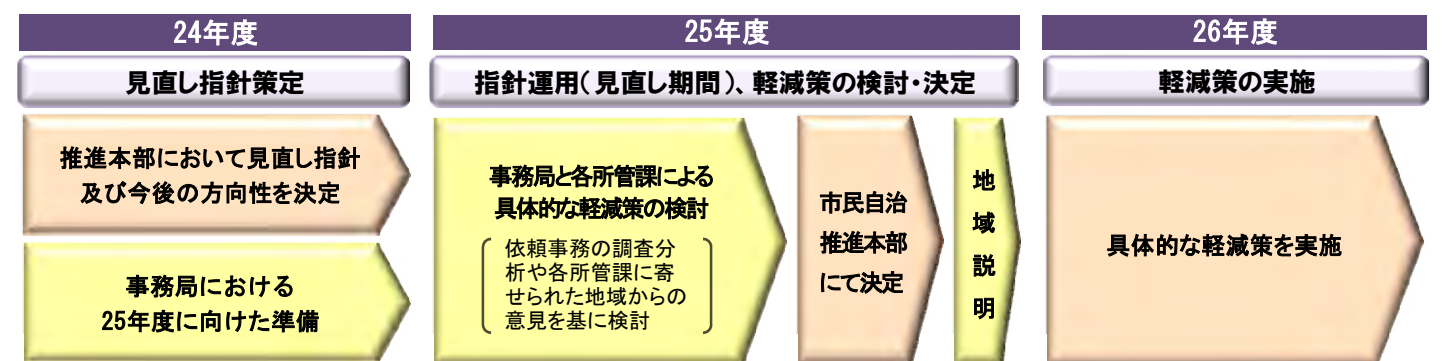 24年度
見直し指針策定
推進本部において見直し指針
及び今後の方向性を決定
事務局における
25年度に向けた準備
25年度
指針運用（見直し期間）、軽減策の検討・決定
事務局と各所管課による
具体的な軽減策の検討
依頼事務の調査分
析や各所管課に寄
せられた地域からの
意見を基に検討
市民自治
推進本部
にて決定
地域説明
26年度
軽減策の実施
具体的な軽減策を実施